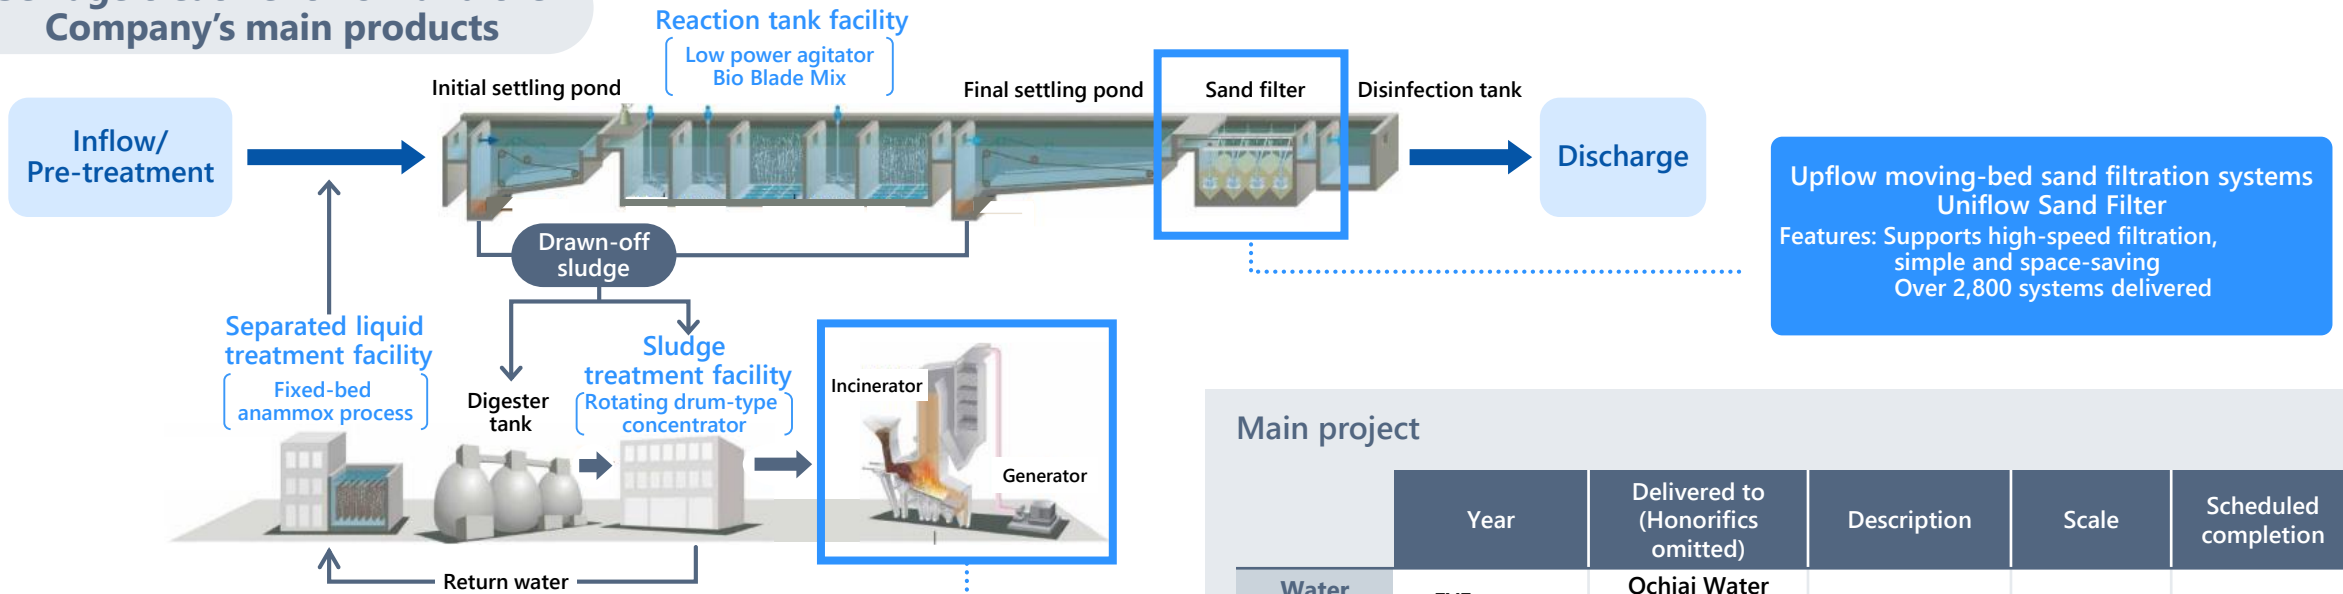 Company's main products
Reaction tank facility
Low power agitator
Bio Blade Mix
Initial settling pond
Final settling pond
Sand filter
Disinfection tank
Inflow/
Pre-treatment
Discharge
Upflow moving-bed sand filtration systems
Uniflow Sand Filter
Features: Supports high-speed filtration,
simple and space-saving
Over 2,800 systems delivered
Drawn-off
sludge
Separated liquid
treatment facility
Fixed-bed
anammox process
Digester
tank
Sludge
treatment facility
Rotating drum-type
concentrator
Incinerator
Generator
Return water
Main project
Year
Delivered to
(Honorifics
omitted)
Description
Scale
Scheduled
completion
Water
Ochiai Water